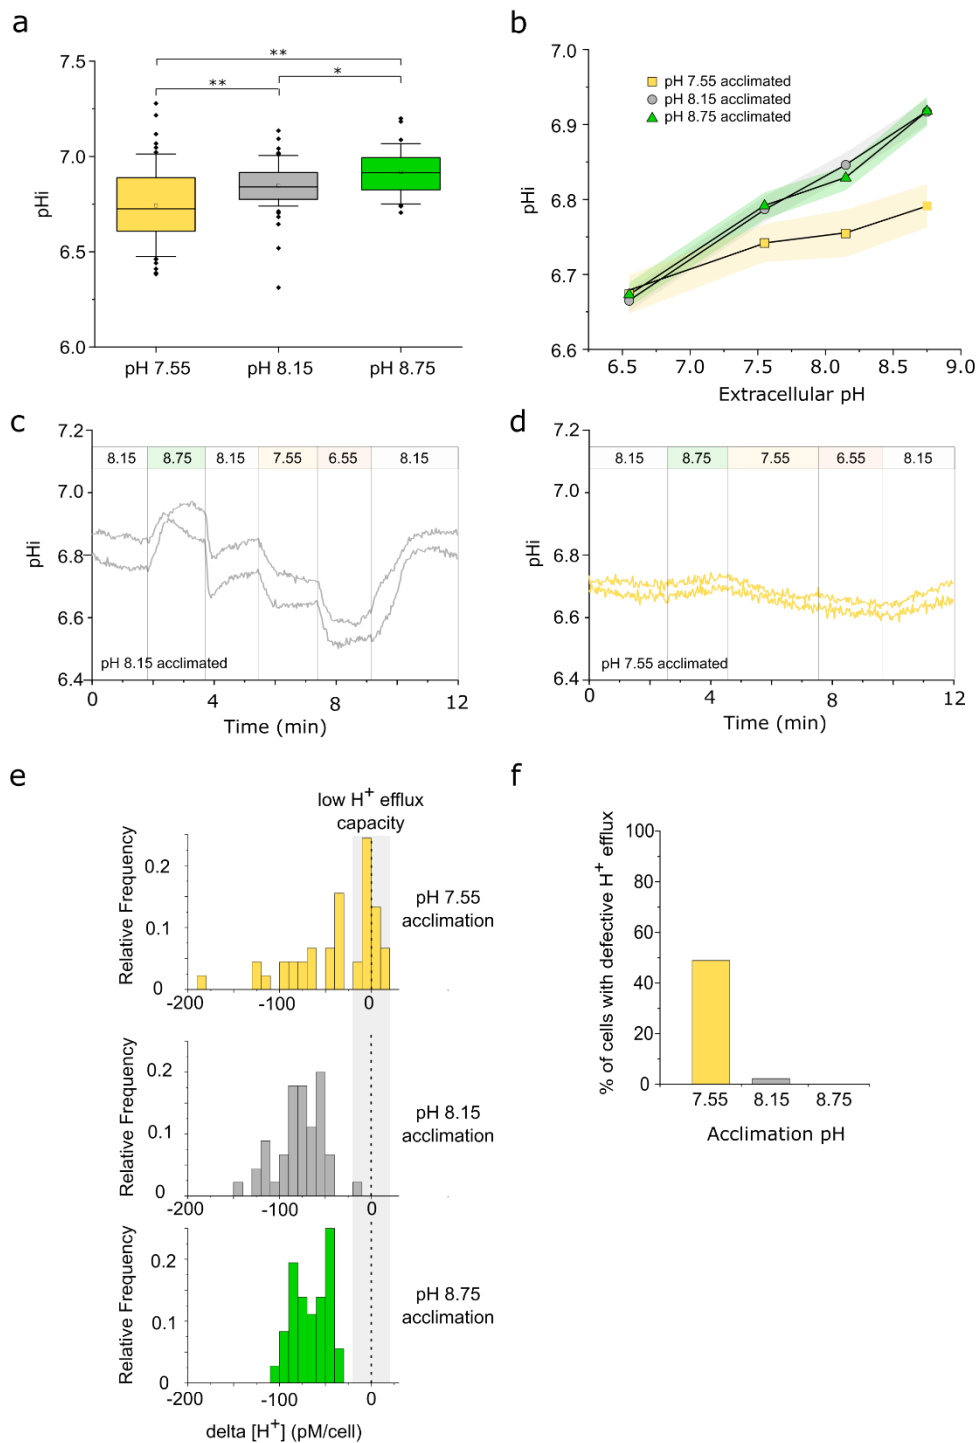 a
7.5
7.0
6.5
6.0
pHi
**
**
*
pH 7.55
pH 8.15
pH 8.75
b
7.0
6.9
6.8
6.7
6.6
pHi
pH 7.55 acclimated
pH 8.15 acclimated
pH 8.75 acclimated
6.5 7.0 7.5 8.0 8.5 9.0
Extracellular pH
c
7.2
7.0
6.8
6.6
6.4
pHi
8.15 8.75 8.15 7.55 6.55 8.15
pH 8.15 acclimated
0 4 8 12
Time (min)
d
7.2
7.0
6.8
6.6
6.4
pHi
8.15 8.75 7.55 6.55 8.15
pH 7.55 acclimated
0 4 8 12
Time (min)
e
low H+ efflux
capacity
Relative Frequency
0.2
0.1
0
-200 -100 0
pH 7.55
acclimation
Relative Frequency
0.2
0.1
0
-200 -100 0
pH 8.15
acclimation
Relative Frequency
0.2
0.1
0
-200 -100 0
pH 8.75
acclimation
delta [H+] (pM/cell)
f
% of cells with defective H+ efflux
100
80
60
40
20
0
7.55 8.15 8.75
Acclimation pH